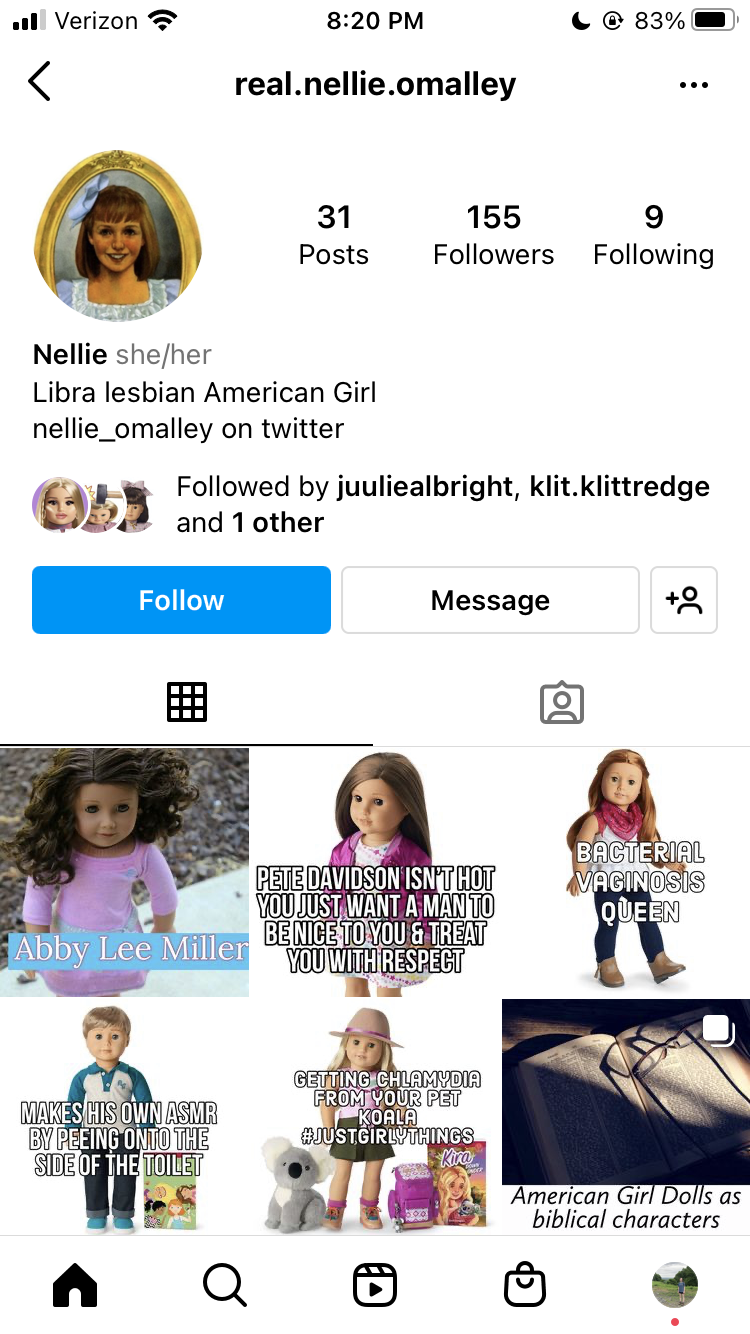 Verizon 8:20 PM 83%
real.nellie.omalley
31 155 9
Posts Followers Following
Nellie she/her
Libra lesbian American Girl
nellie_omalley on twitter
Followed by juuliealbright, klit.klittredge
and 1 other
Follow Message
Abby Lee Miller
PETE DAVIDSON ISN'T HOT
YOU JUST WANT A MAN TO
BE NICE TO YOU & TREAT
YOU WITH RESPECT
BACTERIAL
VAGINOSIS
QUEEN
MAKES HIS OWN ASMR
BY PEEING ONTO THE
SIDE OF THE TOILET
GETTING CHLAMYDIA
FROM YOUR PET
KOALA
#JUSTGIRLYTHINGS
Kira
American Girl Dolls as
biblical characters